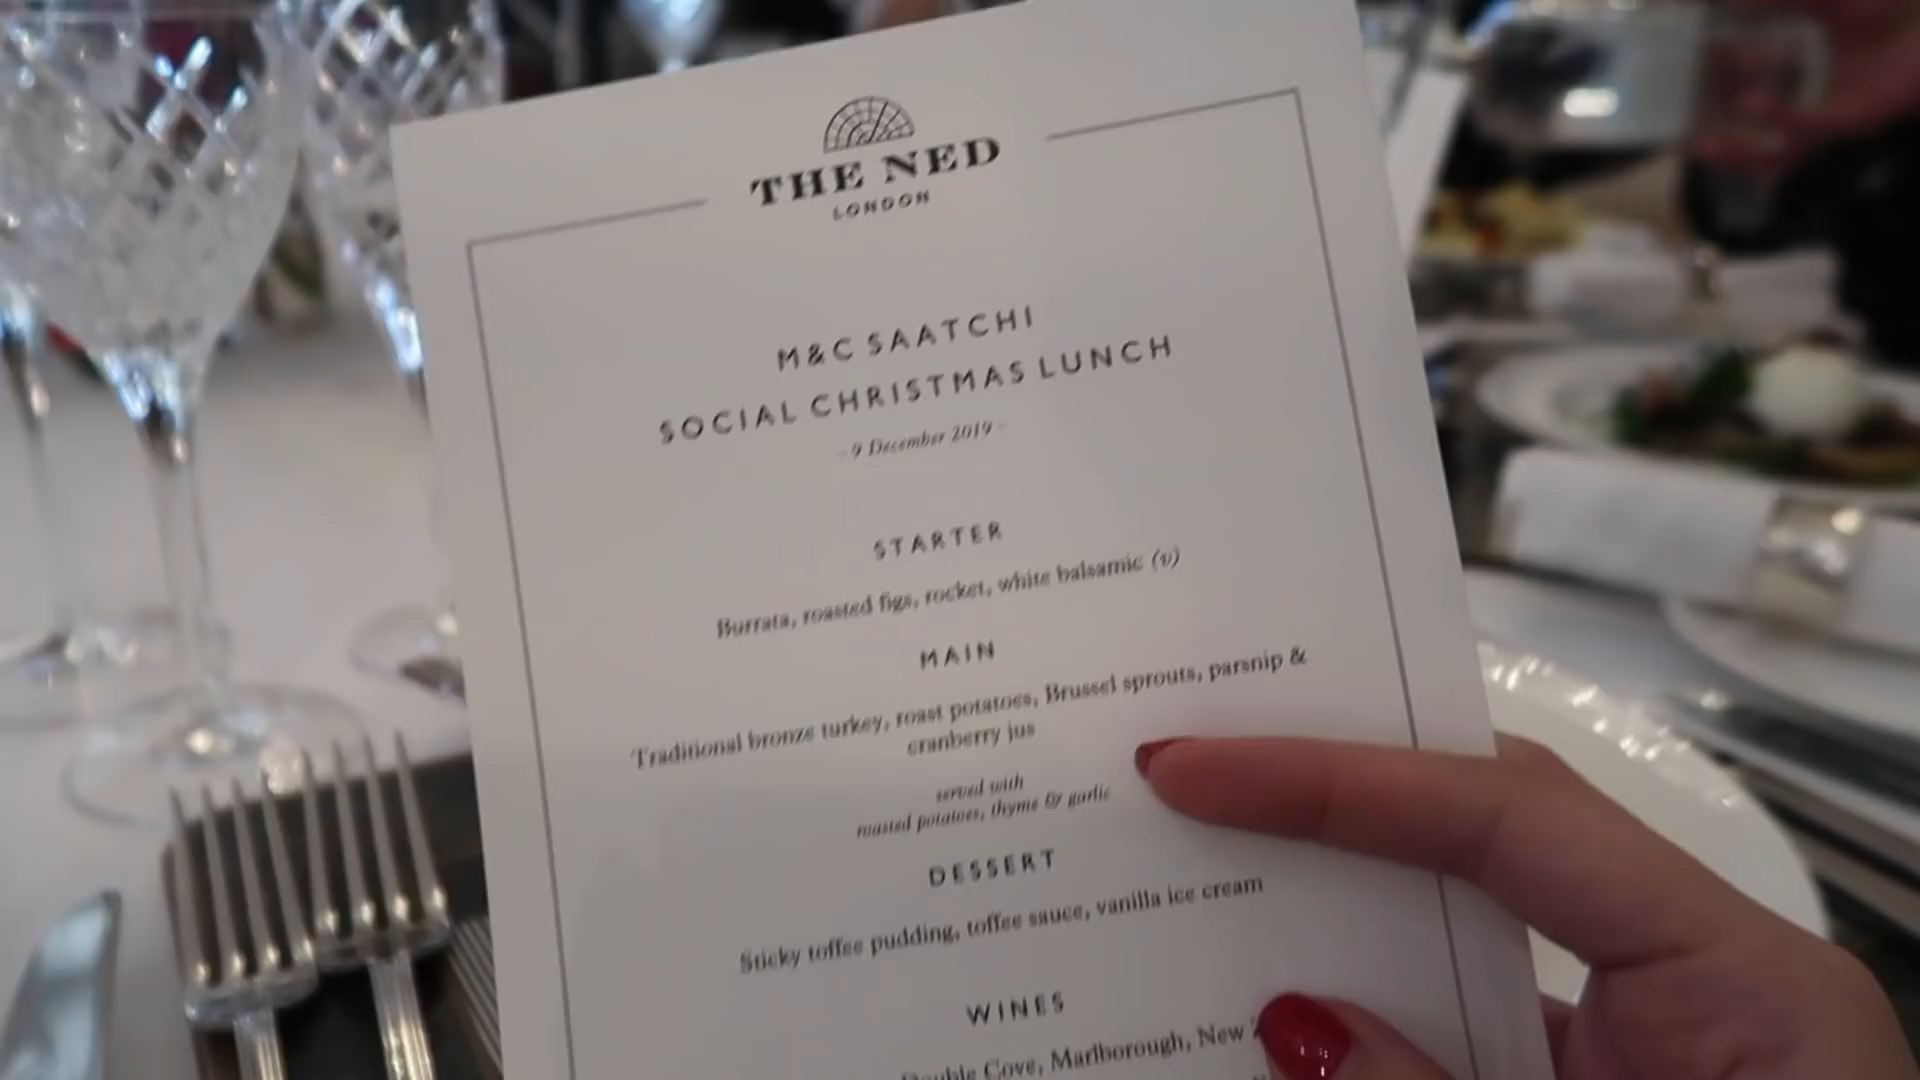 THE NED
LONDON
M&C SAATCHI
SOCIAL CHRISTMAS LUNCH
- 9 December 2019 -
STARTER
Burrata, roasted figs, rocket, white balsamic (v)
MAIN
Traditional bronze turkey, roast potatoes, Brussel sprouts, parsnip &
cranberry jus
served with
roasted potatoes, thyme & garlic
DESSERT
Sticky toffee pudding, toffee sauce, vanilla ice cream
WINES
Double Cove, Marlborough, New